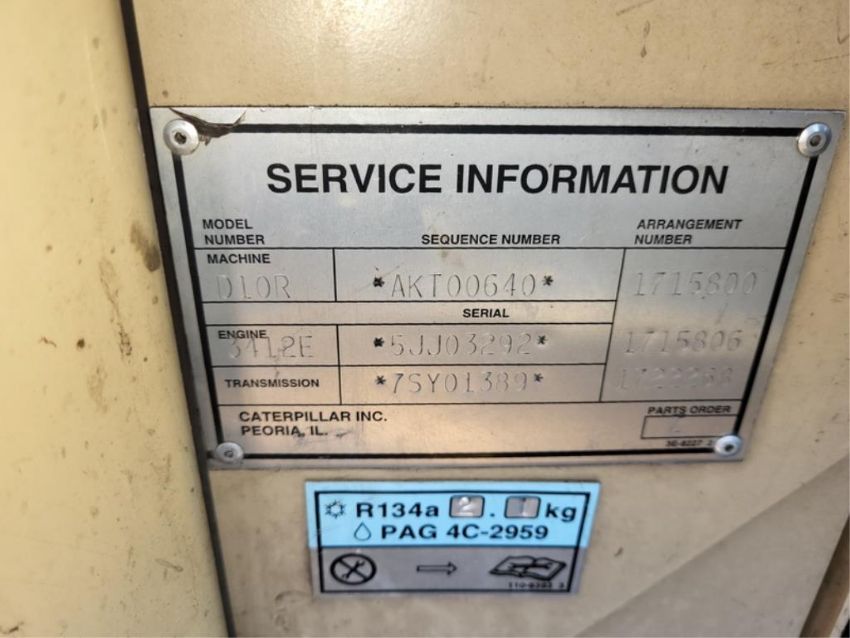 SERVICE INFORMATION
MODEL NUMBER SEQUENCE NUMBER ARRANGEMENT NUMBER
MACHINE
D10R *AKT00640* 1715800
SERIAL
ENGINE
3412E *5JJ03292* 1715806
TRANSMISSION *7SY01389*
CATERPILLAR INC. PARTS ORDER
PEORIA, IL.
R134a 2. kg
PAG 4C-2959